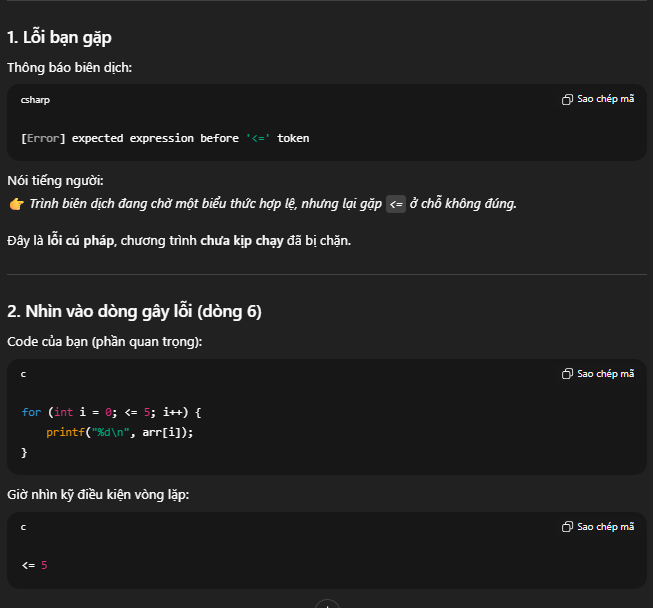 1. Lỗi bạn gặp
Thông báo biên dịch:
csharp
Sao chép mã
[Error] expected expression before '<=' token
Nói tiếng người:
👉 Trình biên dịch đang chờ một biểu thức hợp lệ, nhưng lại gặp <= ở chỗ không đúng.
Đây là lỗi cú pháp, chương trình chưa kịp chạy đã bị chặn.
2. Nhìn vào dòng gây lỗi (dòng 6)
Code của bạn (phần quan trọng):
c
Sao chép mã
for (int i = 0; <= 5; i++) {
    printf("%d\n", arr[i]);
}
Giờ nhìn kỹ điều kiện vòng lặp:
c
Sao chép mã
<= 5